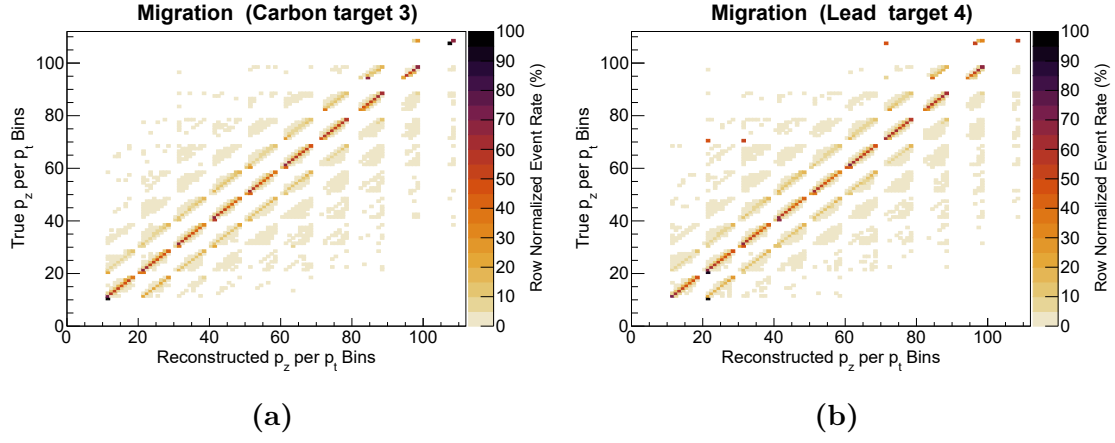 Migration (Carbon target 3)
True p_z per p_t Bins
100
80
60
40
20
0
0 20 40 60 80 100
Reconstructed p_z per p_t Bins
100
90
80
70
60
50
40
30
20
10
0
Row Normalized Event Rate (%)
(a)
Migration (Lead target 4)
True p_z per p_t Bins
100
80
60
40
20
0
0 20 40 60 80 100
Reconstructed p_z per p_t Bins
100
90
80
70
60
50
40
30
20
10
0
Row Normalized Event Rate (%)
(b)